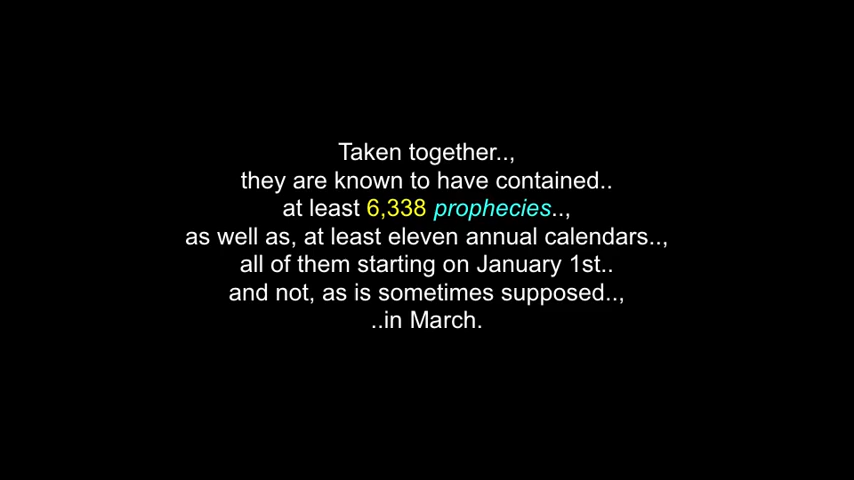 Taken together..,
they are known to have contained..
at least 6,338 prophecies..,
as well as, at least eleven annual calendars..,
all of them starting on January 1st..
and not, as is sometimes supposed..,
..in March.